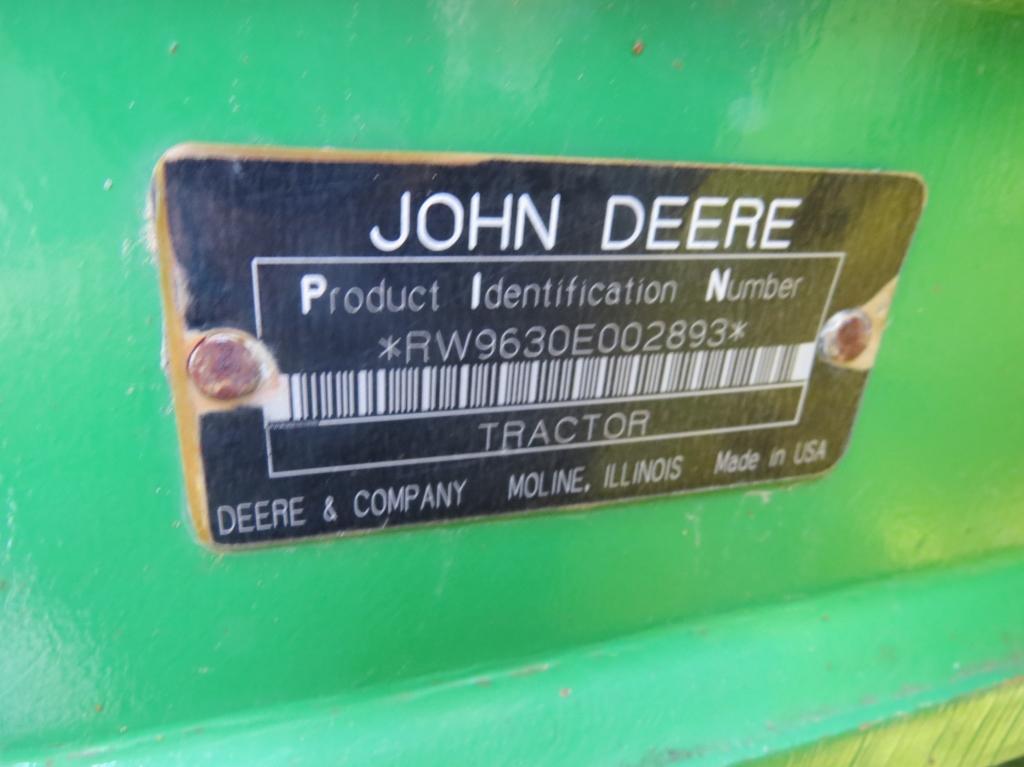 JOHN DEERE
Product Identification Number
*RW9630E002893*
TRACTOR
DEERE & COMPANY MOLINE, ILLINOIS Made in USA